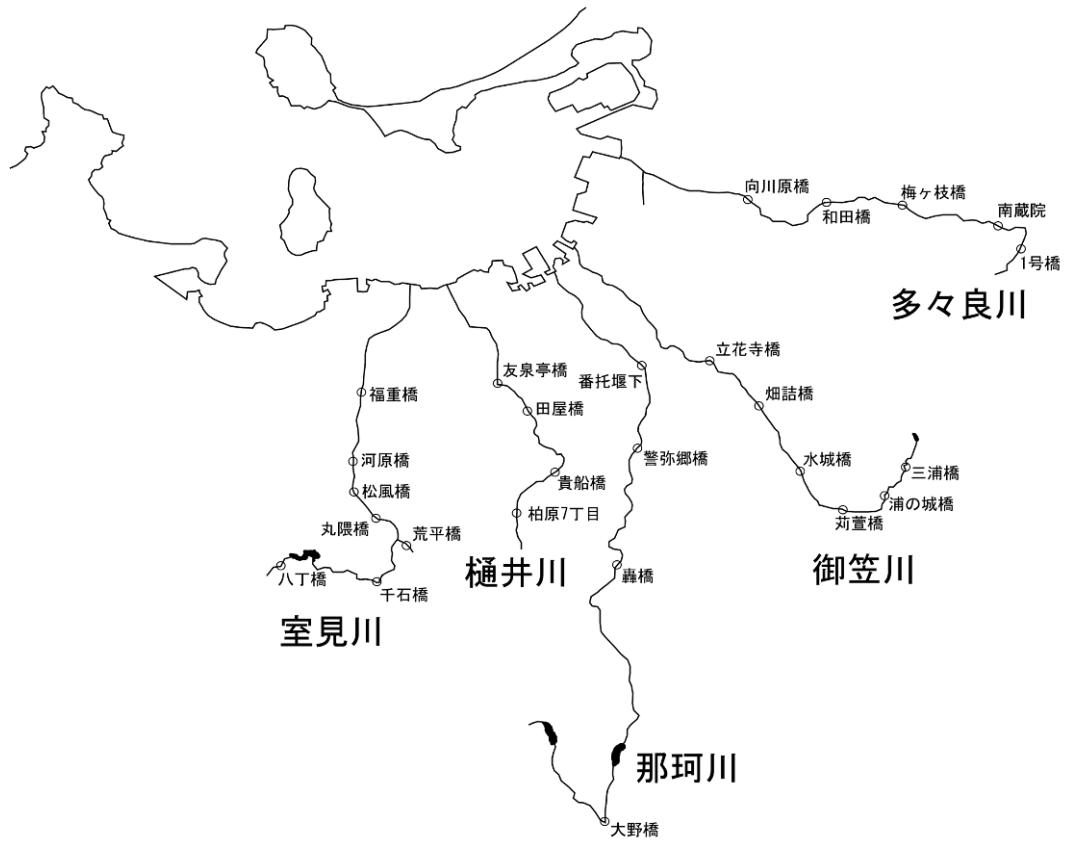 向川原橋
和田橋
梅ヶ枝橋
南蔵院
1号橋
多々良川
立花寺橋
畑詰橋
水城橋
苅萱橋
浦の城橋
三浦橋
御笠川
番托堰下
警弥郷橋
轟橋
大野橋
那珂川
友泉亭橋
田屋橋
貴船橋
柏原7丁目
樋井川
福重橋
河原橋
松風橋
丸隈橋
荒平橋
千石橋
八丁橋
室見川